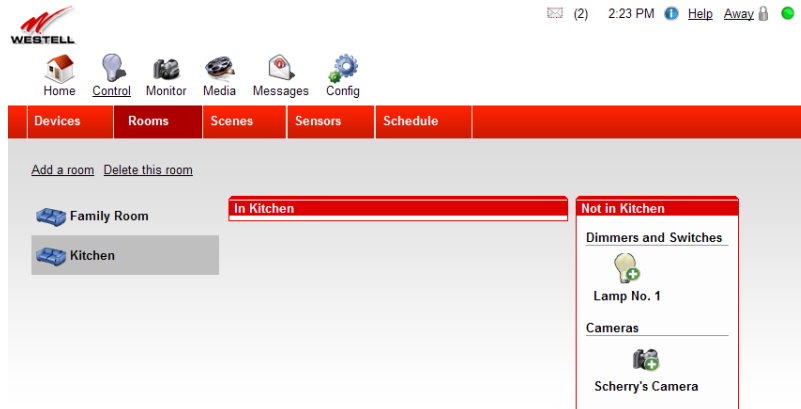 WESTELL
(2) 2:23 PM Help Away
Home Control Monitor Media Messages Config
Devices Rooms Scenes Sensors Schedule
Add a room Delete this room
Family Room
Kitchen
In Kitchen
Not in Kitchen
Dimmers and Switches
Lamp No. 1
Cameras
Scherry's Camera